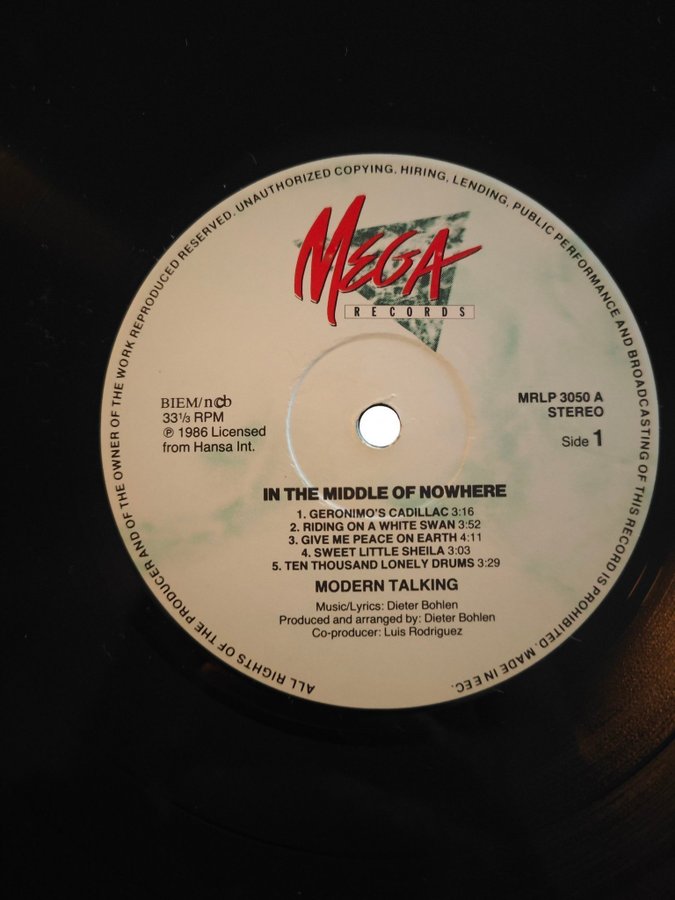 MEGA
RECORDS
BIEM/ncb
33⅓ RPM
℗ 1986 Licensed
from Hansa Int.
MRLP 3050 A
STEREO
Side 1
IN THE MIDDLE OF NOWHERE
1. GERONIMO'S CADILLAC 3:16
2. RIDING ON A WHITE SWAN 3:52
3. GIVE ME PEACE ON EARTH 4:11
4. SWEET LITTLE SHEILA 3:03
5. TEN THOUSAND LONELY DRUMS 3:29
MODERN TALKING
Music/Lyrics: Dieter Bohlen
Produced and arranged by: Dieter Bohlen
Co-producer: Luis Rodriguez
ALL RIGHTS OF THE PRODUCER AND OF THE OWNER OF THE WORK REPRODUCED RESERVED. UNAUTHORIZED COPYING, HIRING, LENDING, PUBLIC PERFORMANCE AND BROADCASTING OF THIS RECORD IS PROHIBITED. MADE IN EEC.